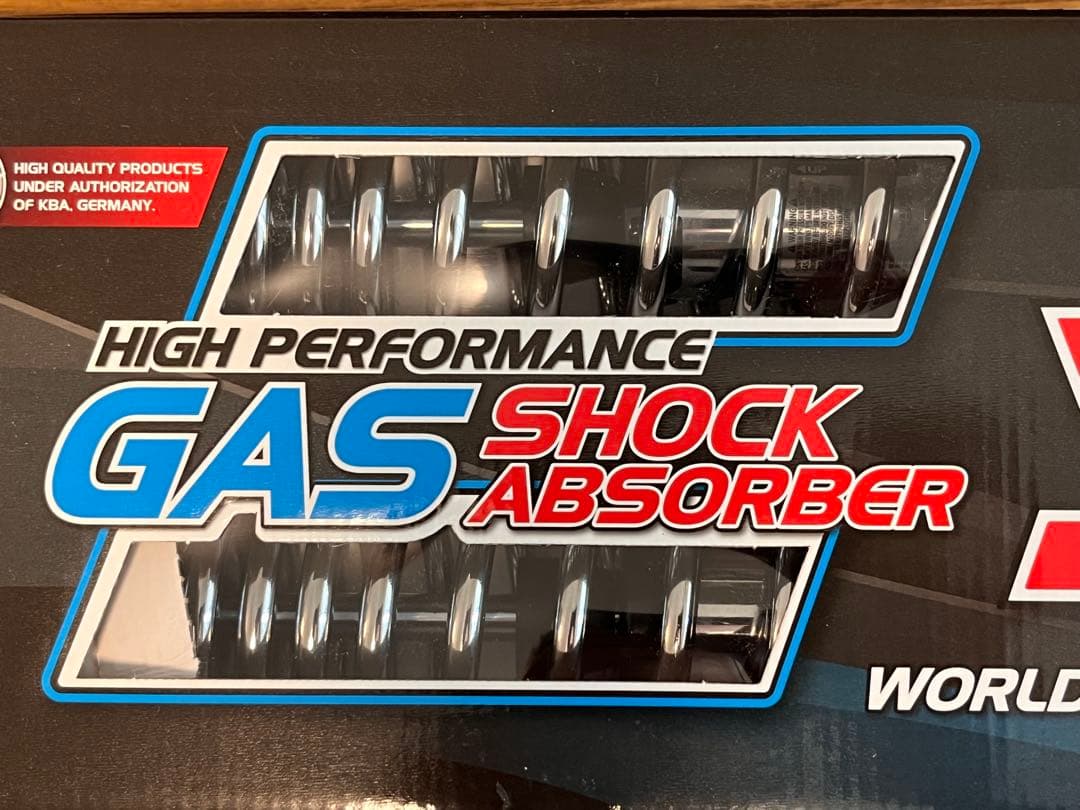 HIGH QUALITY PRODUCTS
UNDER AUTHORIZATION
OF KBA. GERMANY.
HIGH PERFORMANCE
GAS SHOCK
ABSORBER
WORLD